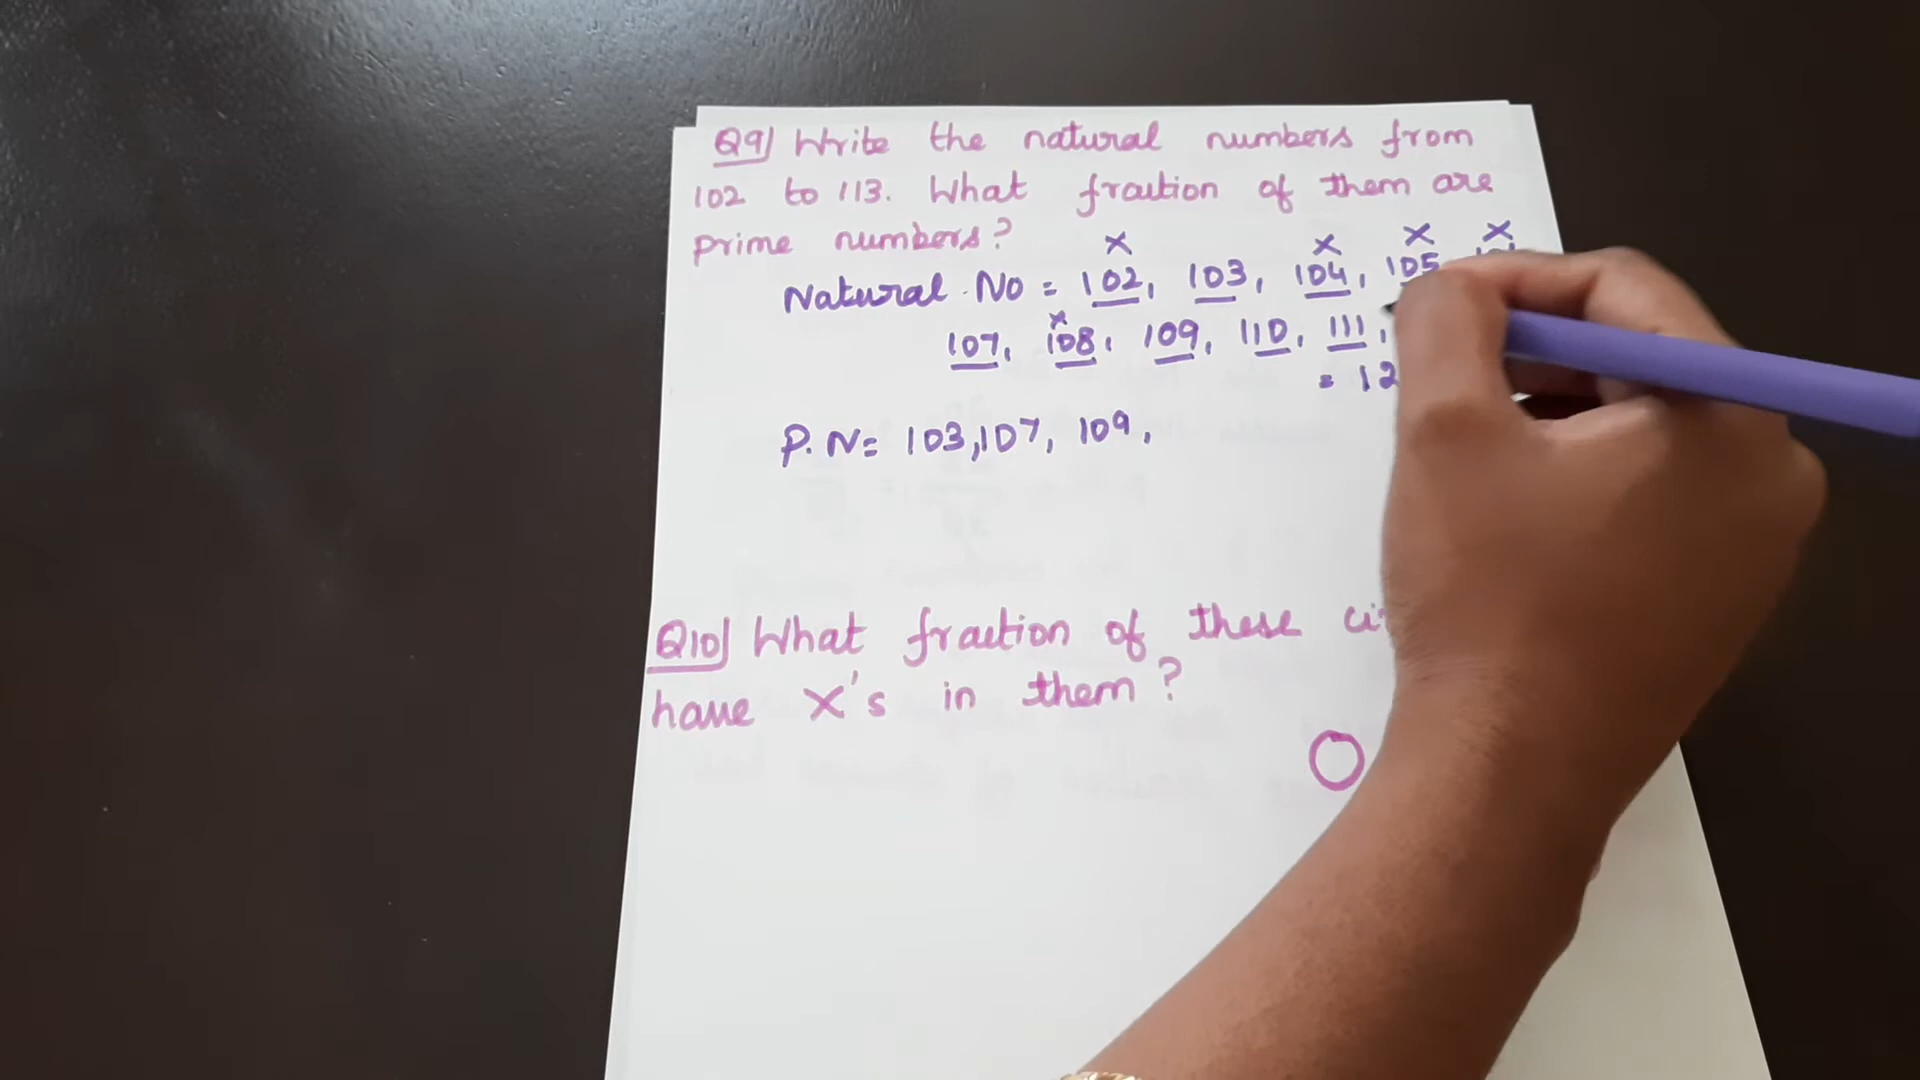 Q9) Write the natural numbers from
102 to 113. What fraction of them are
prime numbers?
Natural No = 102, 103, 104, 105
107, 108, 109, 110, 111,
= 12
P.N= 103,107, 109,
Q10) What fraction of these
have X's in them?